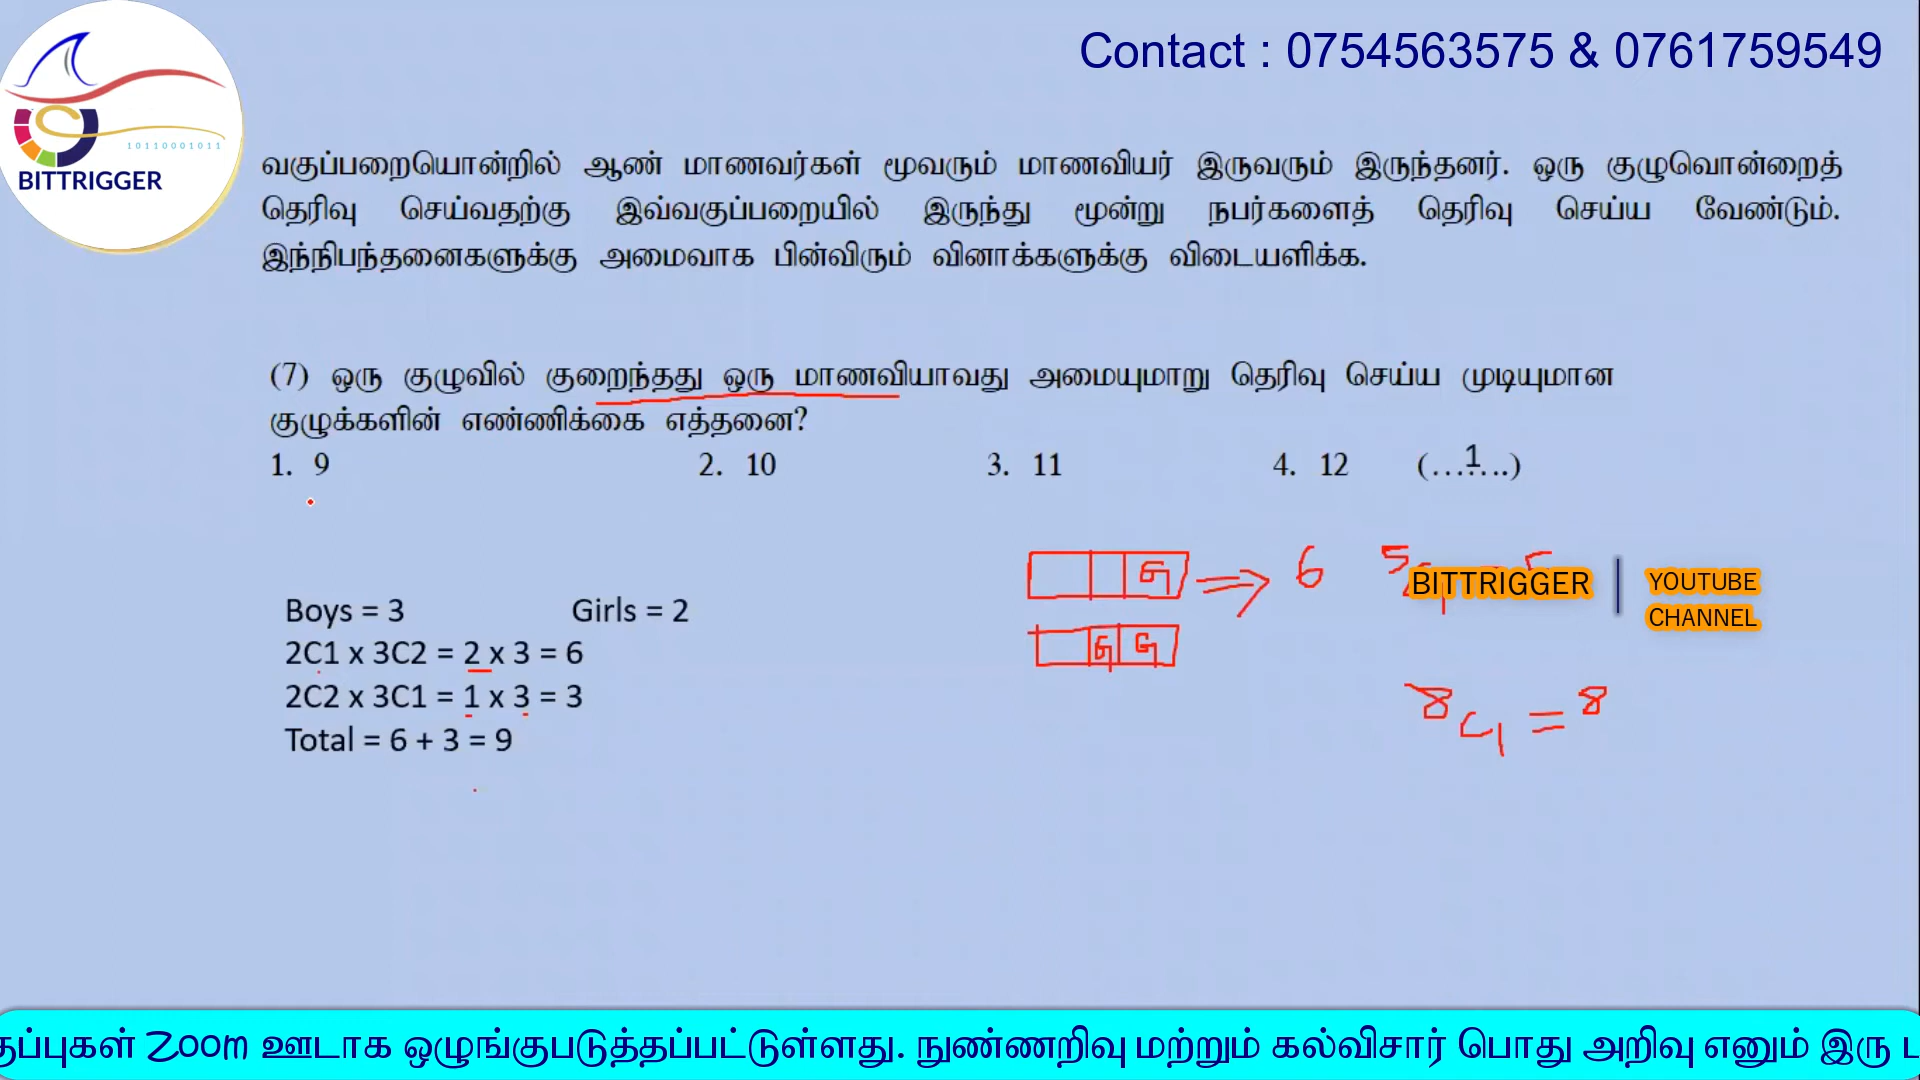 Contact : 0754563575 & 0761759549
10110001011
BITTRIGGER
வகுப்பறையொன்றில் ஆண் மாணவர்கள் மூவரும் மாணவியர் இருவரும் இருந்தனர். ஒரு குழுவொன்றைத்
தெரிவு செய்வதற்கு இவ்வகுப்பறையில் இருந்து மூன்று நபர்களைத் தெரிவு செய்ய வேண்டும்.
இந்நிபந்தனைகளுக்கு அமைவாக பின்விரும் வினாக்களுக்கு விடையளிக்க.
(7) ஒரு குழுவில் குறைந்தது ஒரு மாணவியாவது அமையுமாறு தெரிவு செய்ய முடியுமான
குழுக்களின் எண்ணிக்கை எத்தனை?
1. 9 2. 10 3. 11 4. 12 (...1....)
G ⇒ 6
BITTRIGGER | YOUTUBE
CHANNEL
Boys = 3 Girls = 2
2C1 x 3C2 = 2 x 3 = 6
G G
2C2 x 3C1 = 1 x 3 = 3
8C1 = 8
Total = 6 + 3 = 9
குப்புகள் Zoom ஊடாக ஒழுங்குபடுத்தப்பட்டுள்ளது. நுண்ணறிவு மற்றும் கல்விசார் பொது அறிவு எனும் இரு